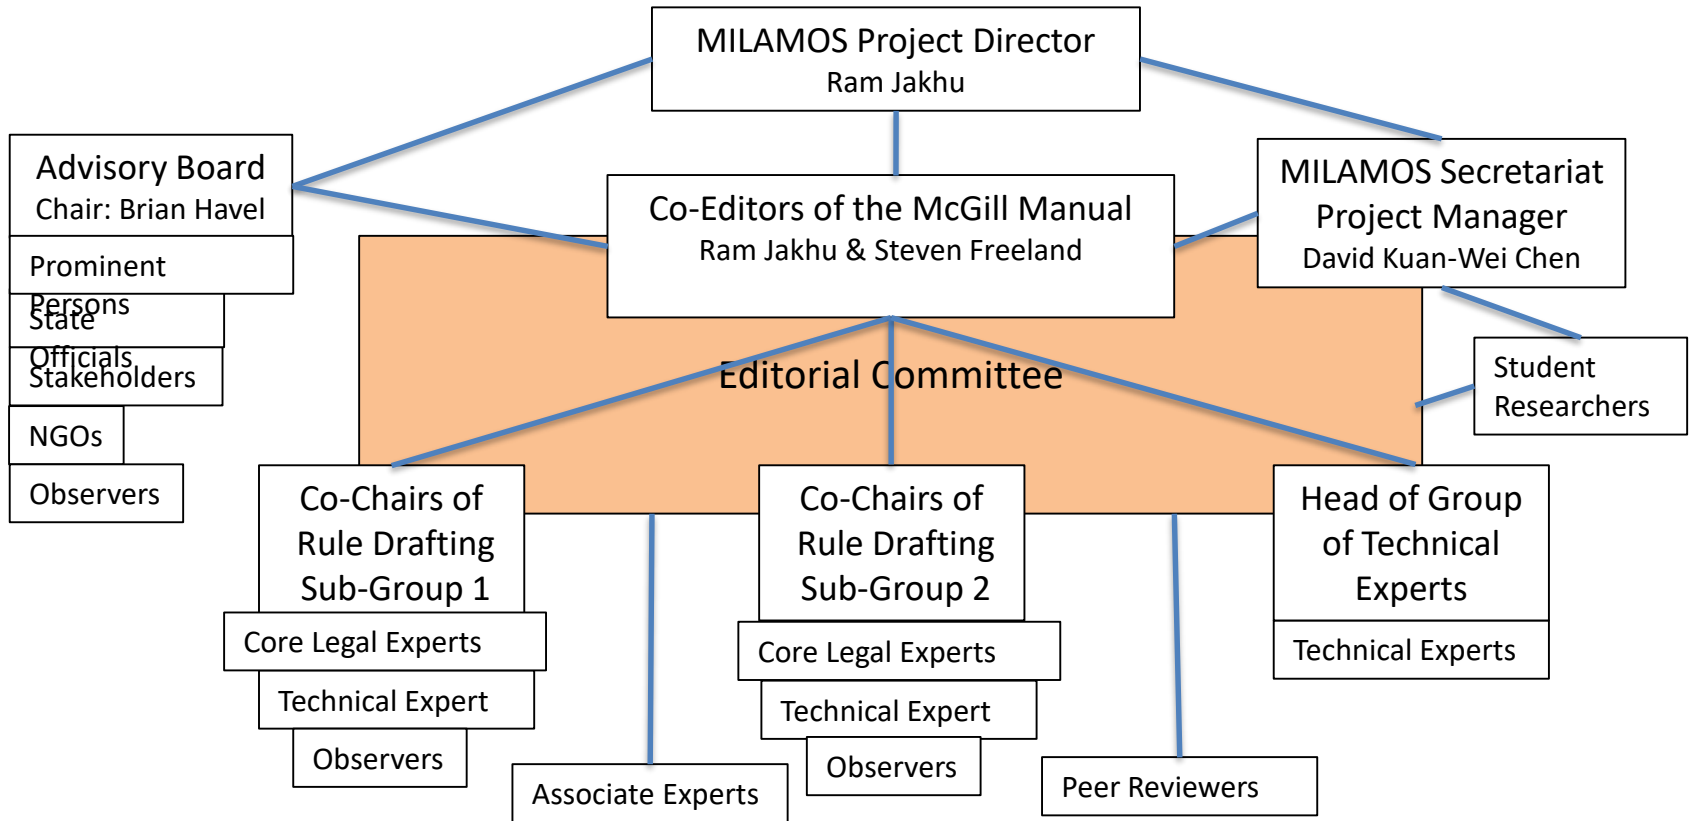 MILAMOS Project Director
Ram Jakhu
Advisory Board
Chair: Brian Havel
Prominent
Persons
State
Officials
Stakeholders
NGOs
Observers
Co-Editors of the McGill Manual
Ram Jakhu & Steven Freeland
MILAMOS Secretariat
Project Manager
David Kuan-Wei Chen
Student
Researchers
Editorial Committee
Co-Chairs of
Rule Drafting
Sub-Group 1
Core Legal Experts
Technical Expert
Observers
Associate Experts
Co-Chairs of
Rule Drafting
Sub-Group 2
Core Legal Experts
Technical Expert
Observers
Peer Reviewers
Head of Group
of Technical
Experts
Technical Experts